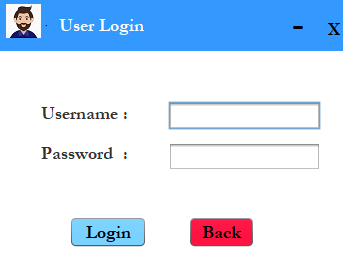 User Login - X
Username :
Password :
Login Back